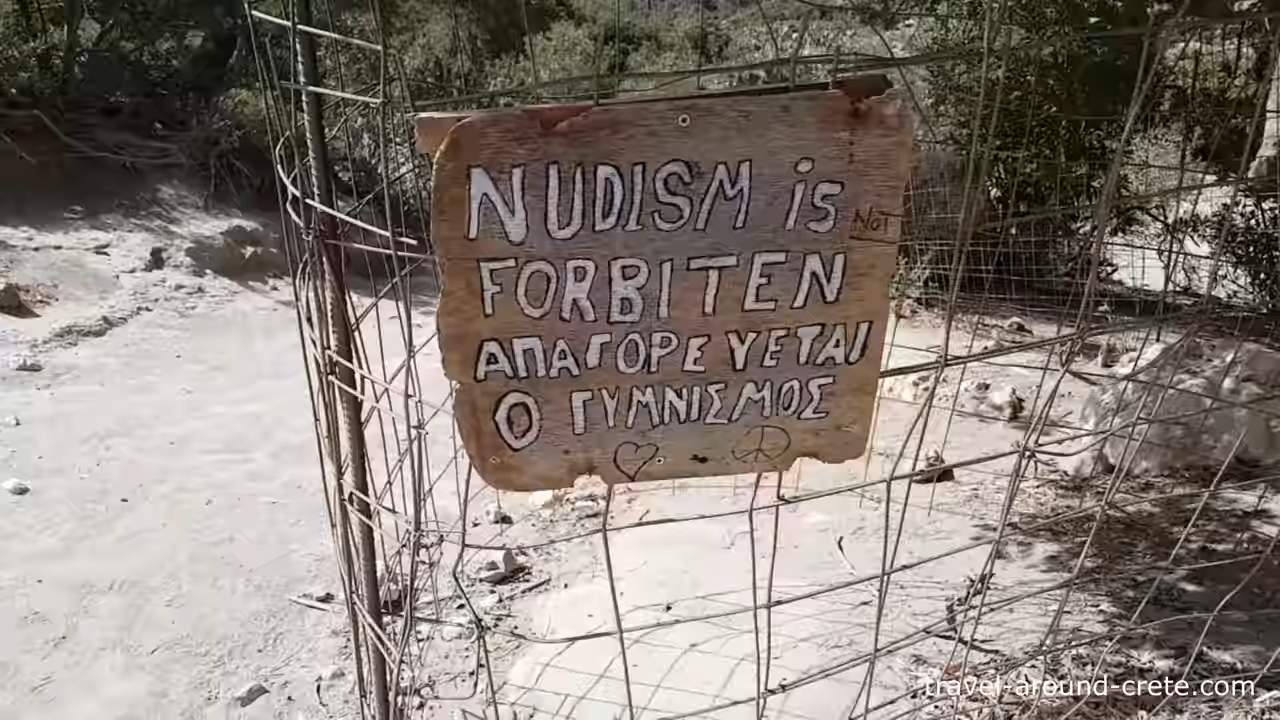 NUDISM is NOT
FORBITEN
ΑΠΑΓΟΡΕΥΕΤΑΙ
Ο ΓΥΜΝΙΣΜΟΣ
travel-around-crete.com